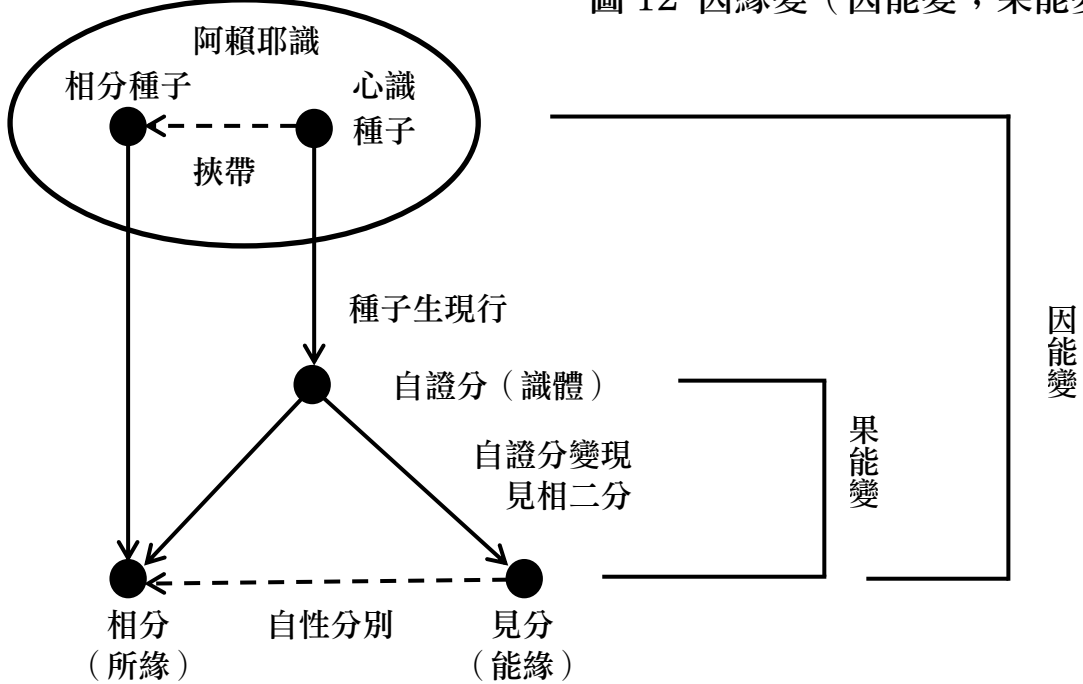 圖 12 因緣變（因能變，果能變
阿賴耶識
相分種子
心識
種子
挾帶
種子生現行
自證分（識體）
自證分變現
見相二分
果能變
因能變
相分
（所緣）
自性分別
見分
（能緣）